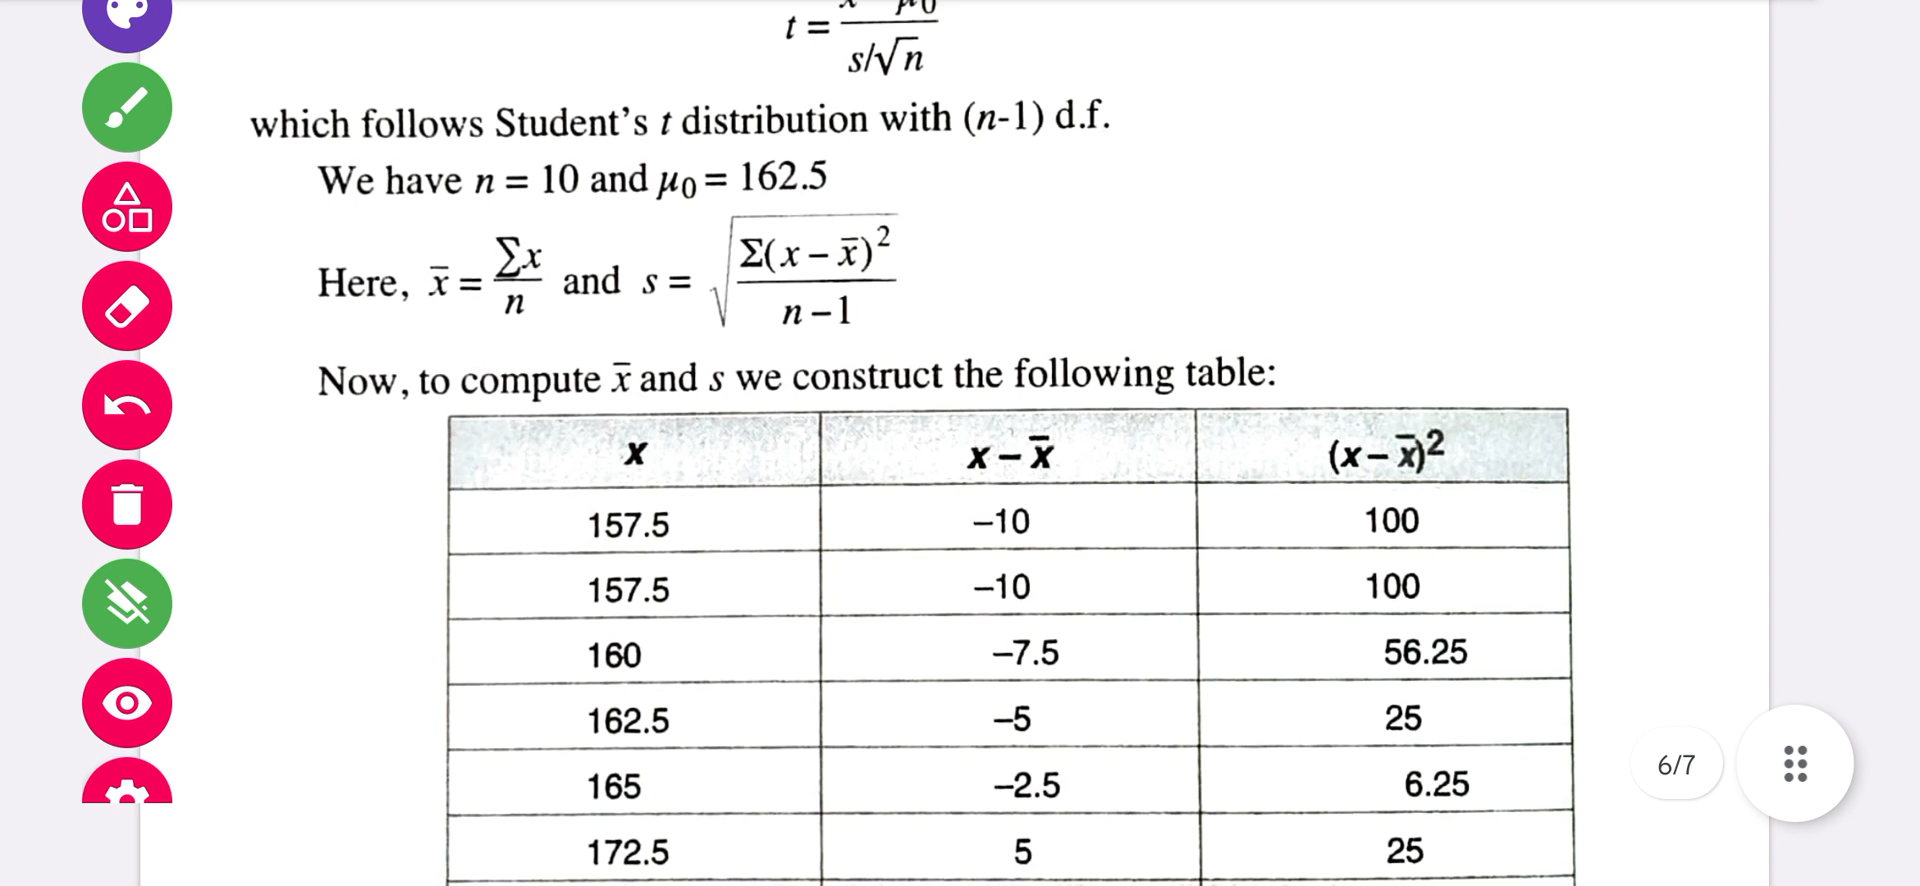 t =
s/√n
which follows Student's t distribution with (n-1) d.f.
We have n = 10 and μ0 = 162.5
Here, x̄ = Σx/n and s = √(Σ(x – x̄)²/(n – 1))
Now, to compute x̄ and s we construct the following table:
x	x – x̄	(x – x̄)²
157.5	–10	100
157.5	–10	100
160	–7.5	56.25
162.5	–5	25
165	–2.5	6.25
172.5	5	25
6/7